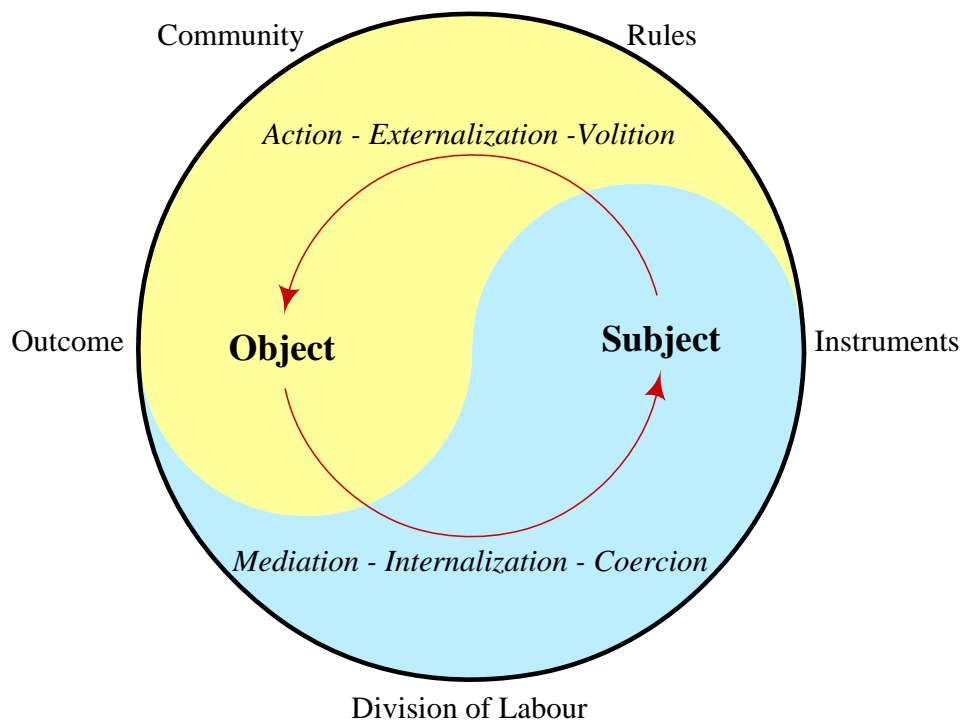 Community
Rules
Action - Externalization -Volition
Outcome
Object
Subject
Instruments
Mediation - Internalization - Coercion
Division of Labour